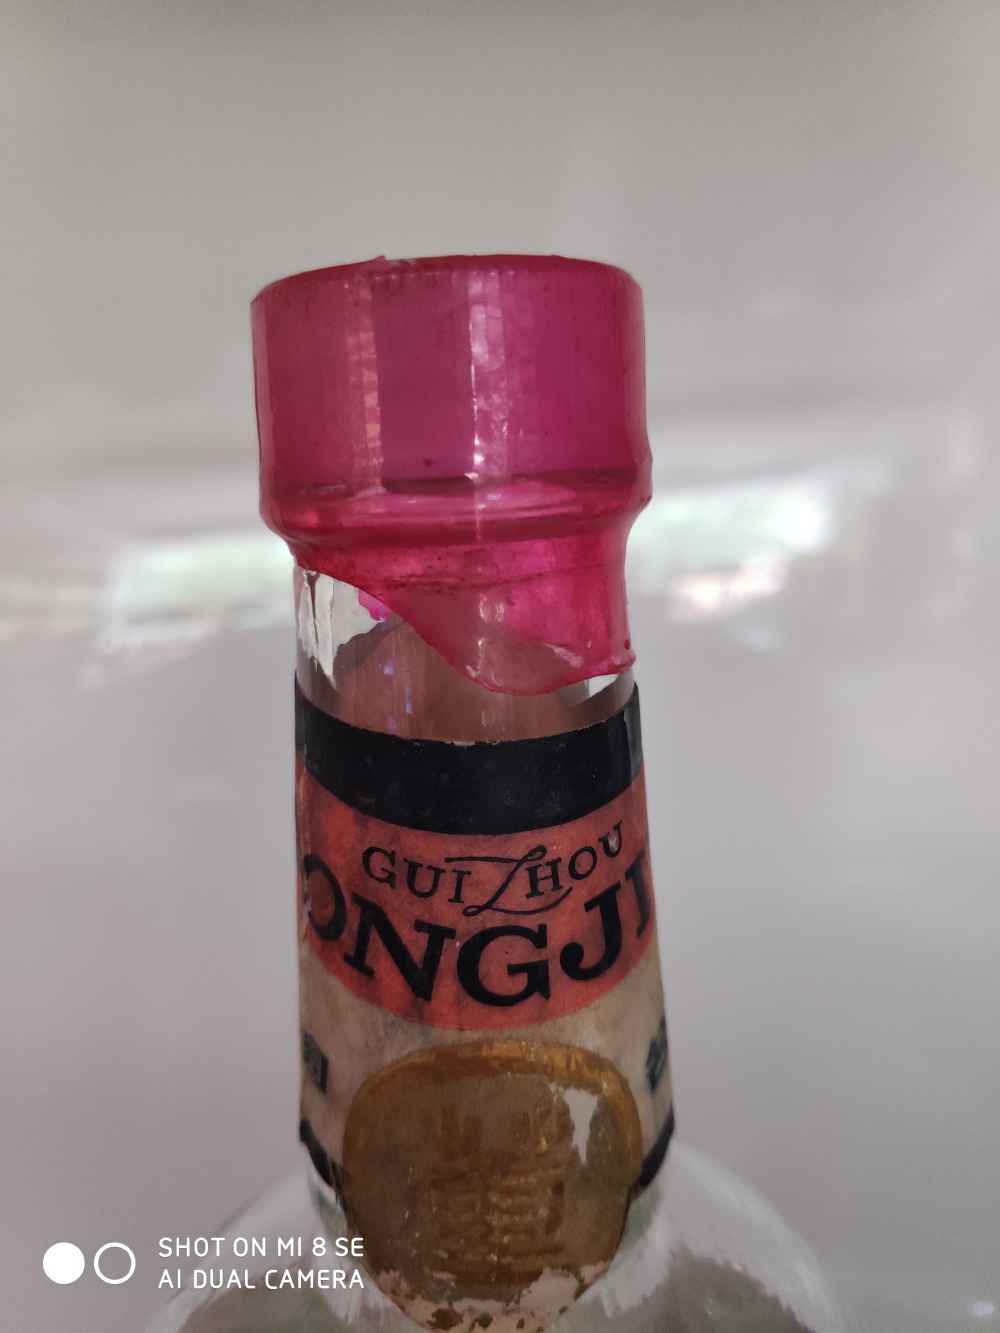 GUIZHOU
ONGJI
SHOT ON MI 8 SE
AI DUAL CAMERA